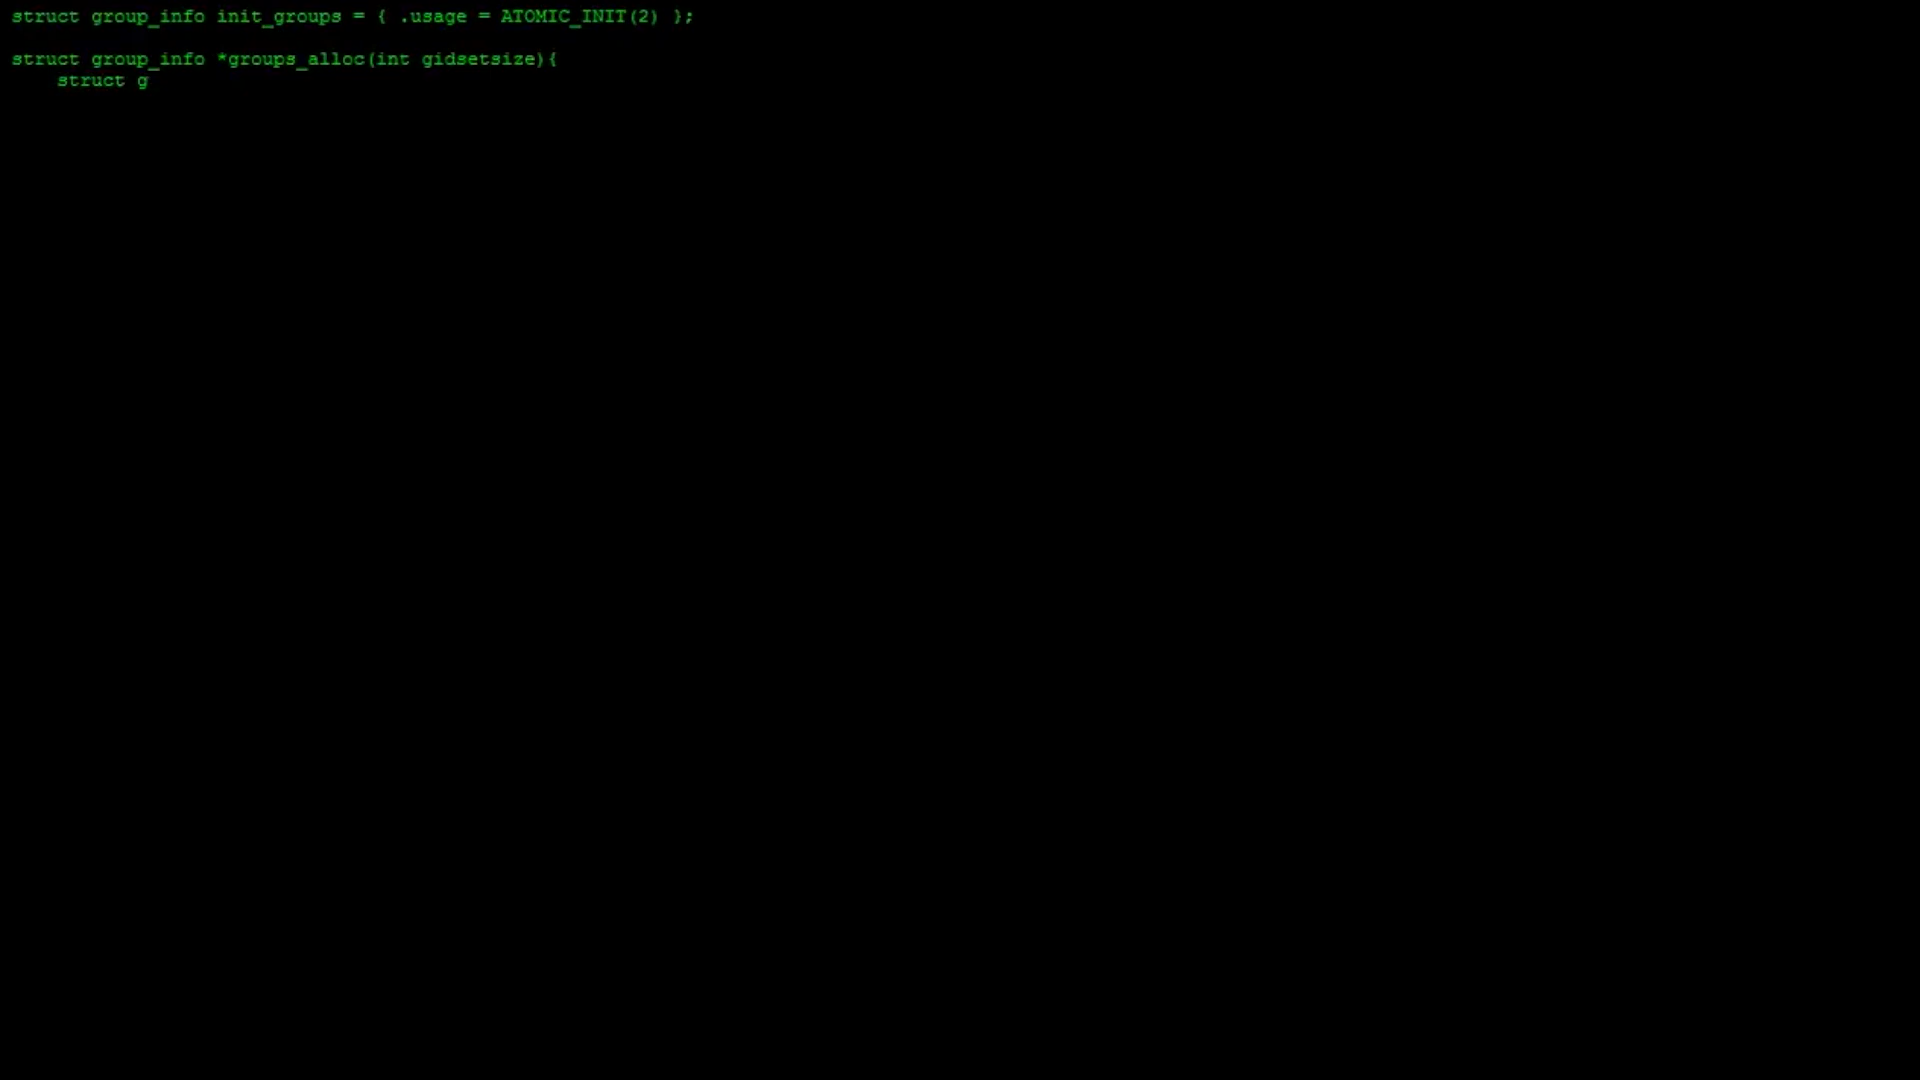 struct group_info init_groups = { .usage = ATOMIC_INIT(2) };
struct group_info *groups_alloc(int gidsetsize){
    struct g